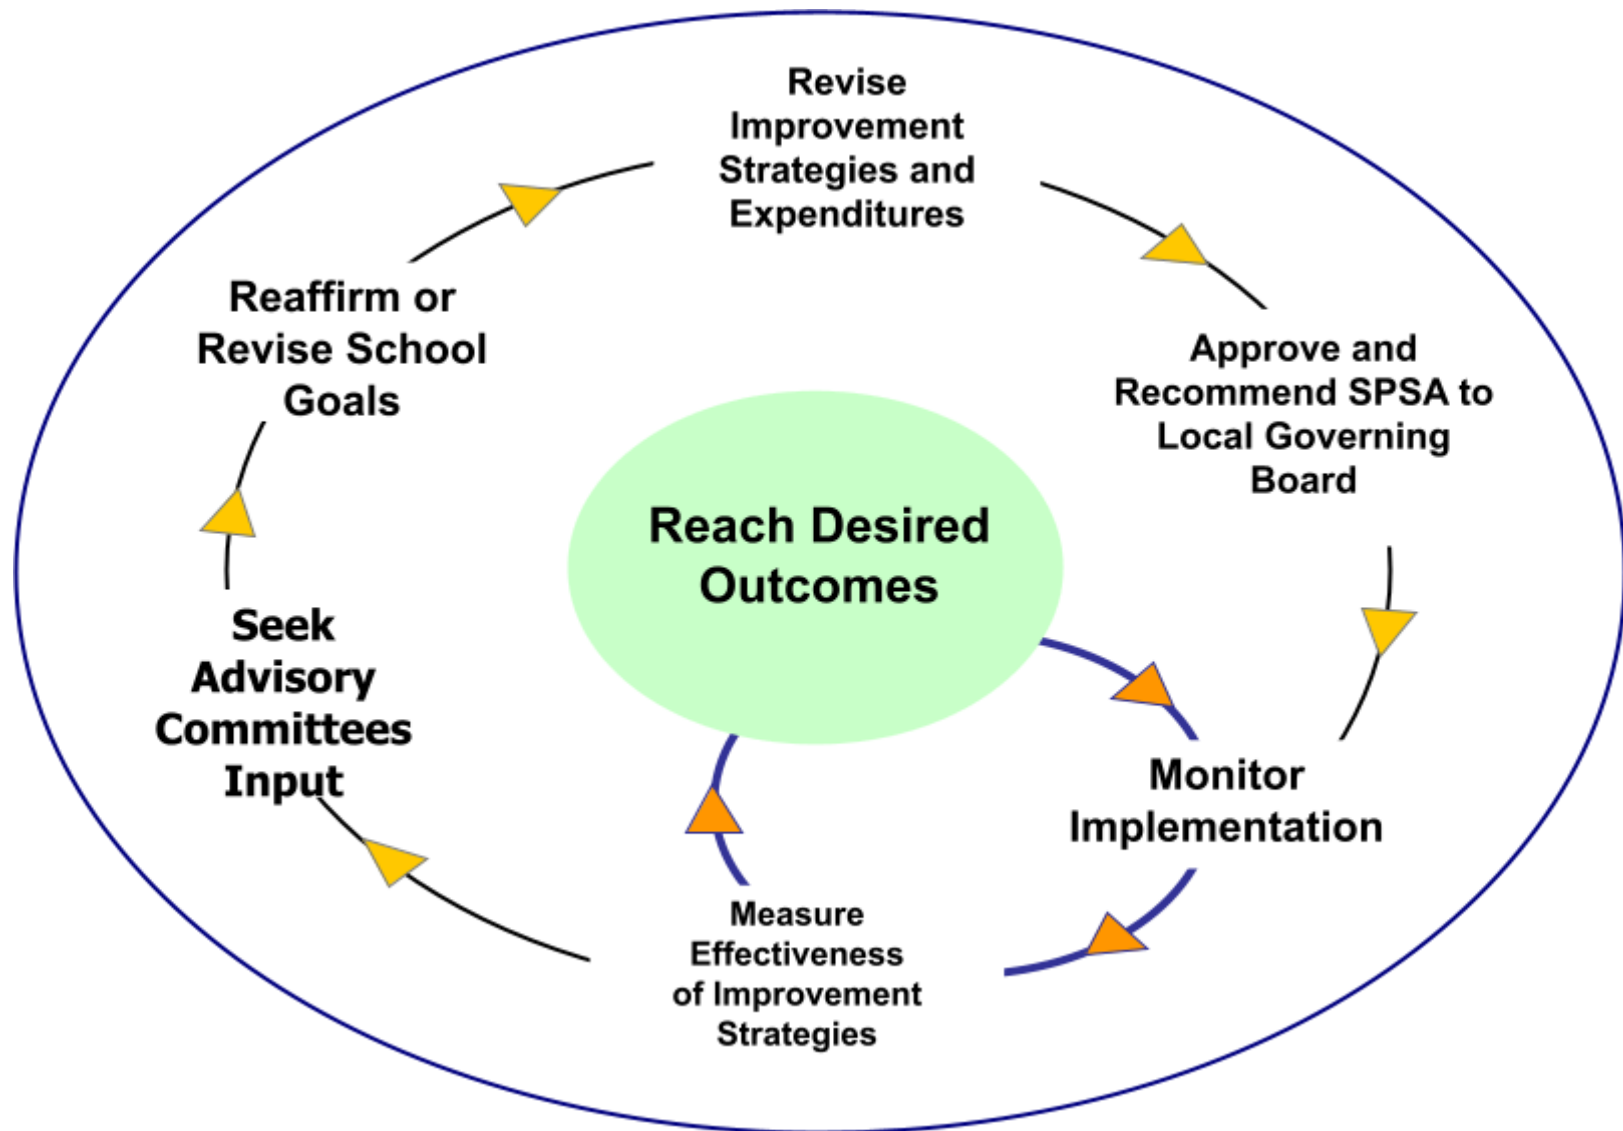 Revise
Improvement
Strategies and
Expenditures
Approve and
Recommend SPSA to
Local Governing
Board
Monitor
Implementation
Measure
Effectiveness
of Improvement
Strategies
Seek
Advisory
Committees
Input
Reaffirm or
Revise School
Goals
Reach Desired
Outcomes